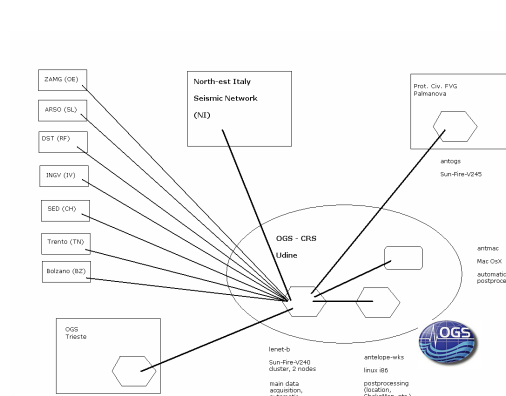 ZAMG (OE)
ARSO (SL)
DST (RF)
INGV (IV)
SED (CH)
Trento (TN)
Bolzano (BZ)
North-est Italy
Seismic Network
(NI)
Prot. Civ. FVG
Palmanova
antogs
Sun-Fire-V245
OGS - CRS
Udine
antmac
Mac OsX
automatic
postproce
OGS
Trieste
OGS
lenet-b
Sun-Fire-V240
cluster, 2 nodes
main data
acquisition,
antelope-wks
linux i86
postprocessing
(location,